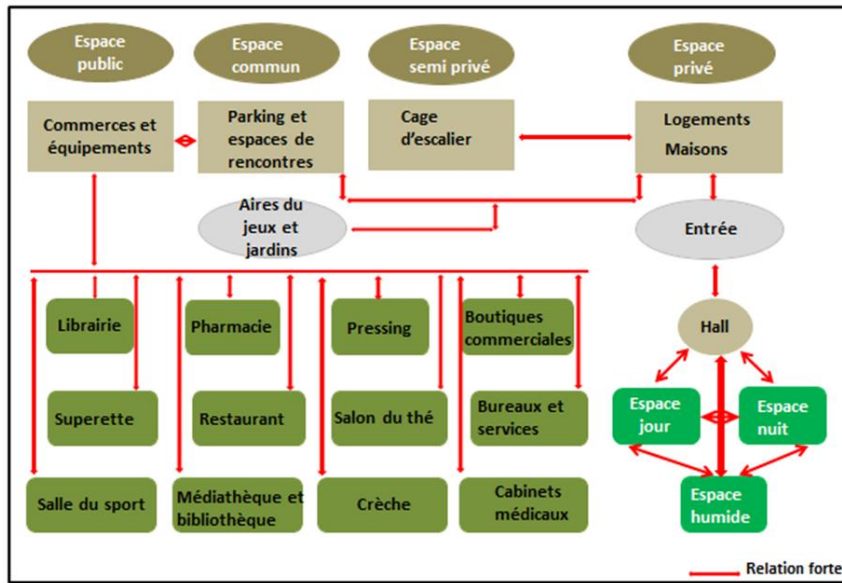 Espace
public
Espace
commun
Espace
semi privé
Espace
privé
Commerces et
équipements
Parking et
espaces de
rencontres
Cage
d'escalier
Logements
Maisons
Aires du
jeux et
jardins
Entrée
Librairie
Pharmacie
Pressing
Boutiques
commerciales
Hall
Superette
Restaurant
Salon du thé
Bureaux et
services
Espace
jour
Espace
nuit
Salle du sport
Médiathèque et
bibliothèque
Crèche
Cabinets
médicaux
Espace
humide
Relation forte